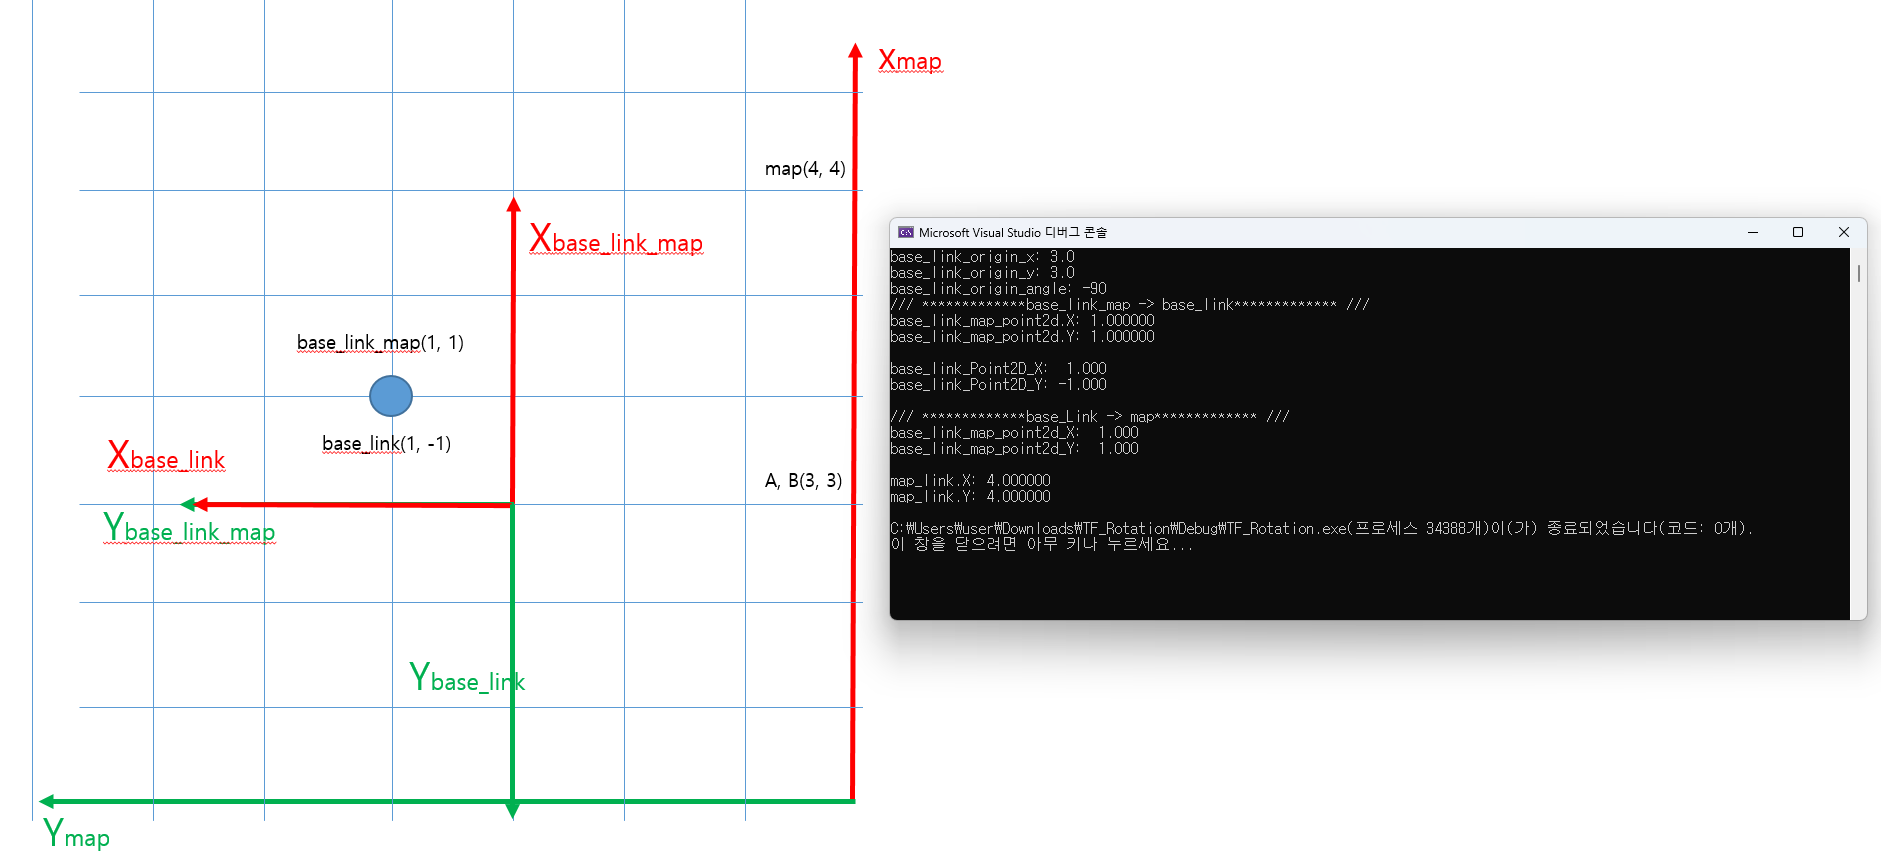 Xmap
map(4, 4)
Xbase_link_map
base_link_map(1, 1)
base_link(1, -1)
Xbase_link
A, B(3, 3)
Ybase_link_map
Ybase_link
Ymap
Microsoft Visual Studio 디버그 콘솔
base_link_origin_x: 3.0
base_link_origin_y: 3.0
base_link_origin_angle: -90
/// *************base_link_map -> base_link************* ///
base_link_map_point2d.X: 1.000000
base_link_map_point2d.Y: 1.000000
base_link_Point2D_X:  1.000
base_link_Point2D_Y: -1.000
/// *************base_Link -> map************* ///
base_link_map_point2d_X:  1.000
base_link_map_point2d_Y:  1.000
map_link.X: 4.000000
map_link.Y: 4.000000
C:₩Users₩user₩Downloads₩TF_Rotation₩Debug₩TF_Rotation.exe(프로세스 34388개)이(가) 종료되었습니다(코드: 0개).
이 창을 닫으려면 아무 키나 누르세요...